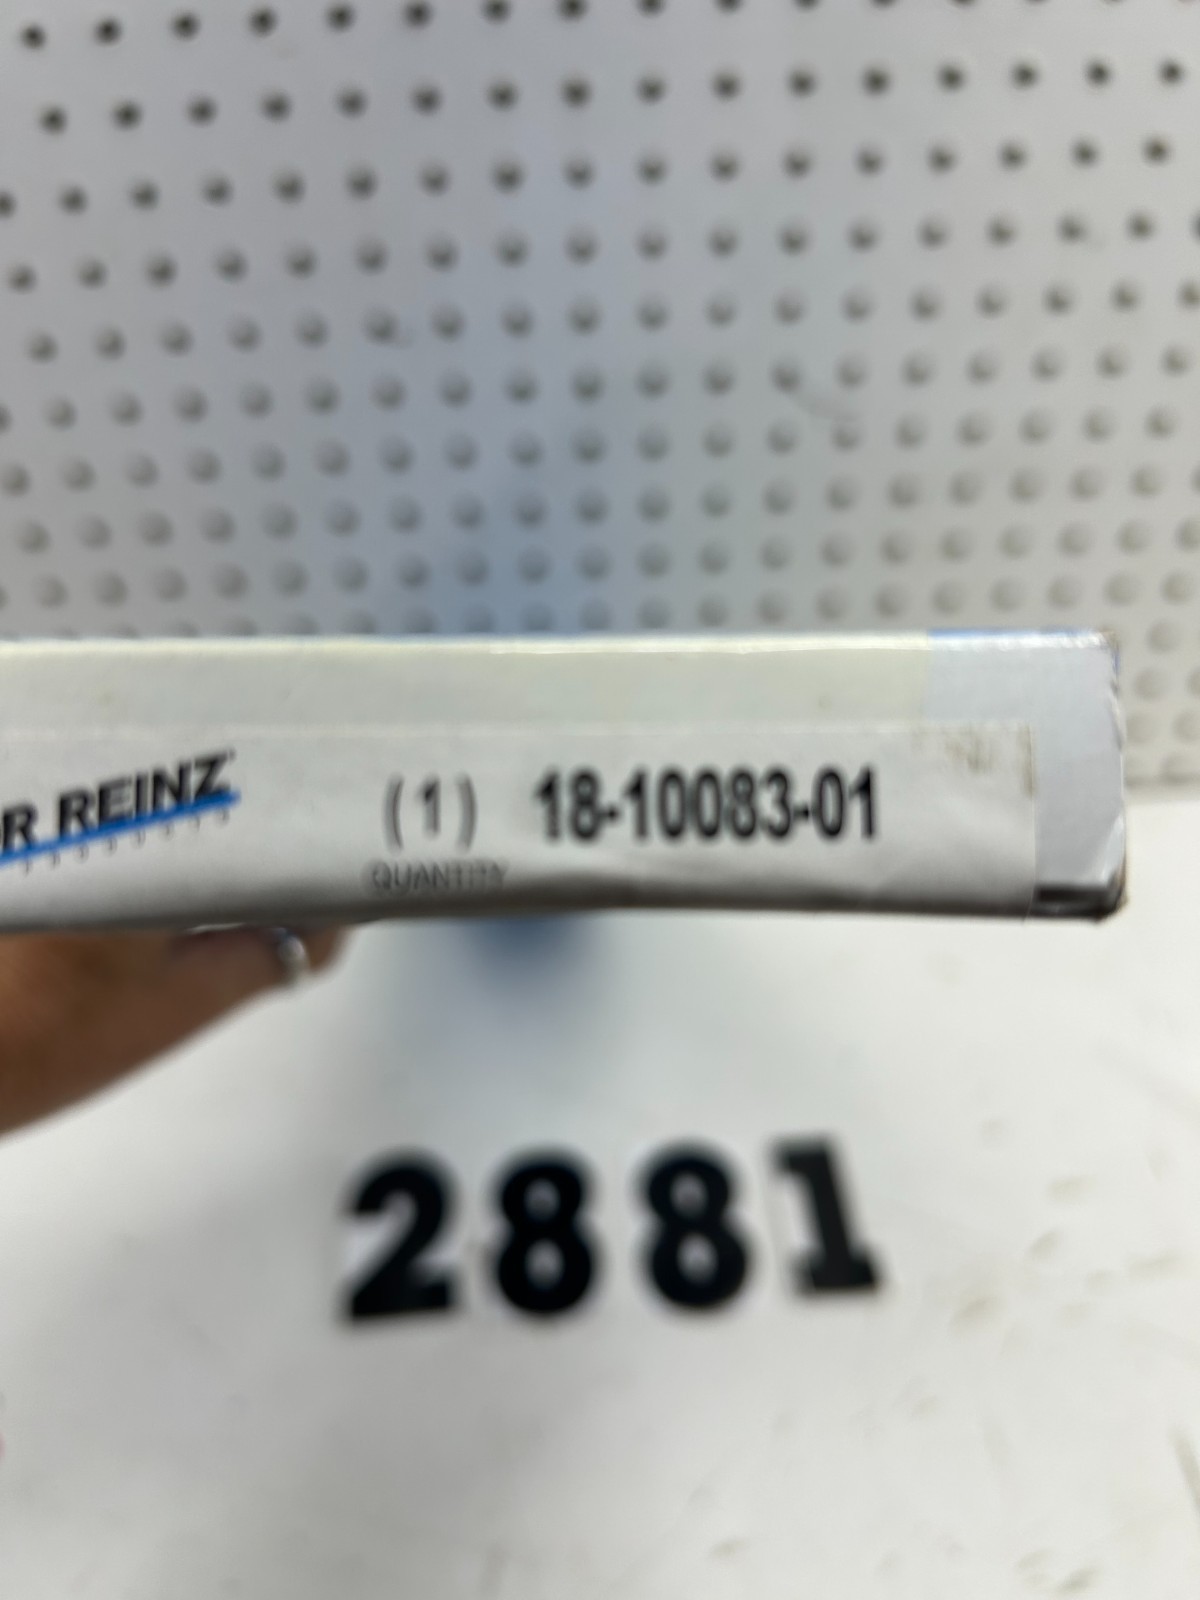 R REINZ
(1) 18-10083-01
QUANTITY
2881